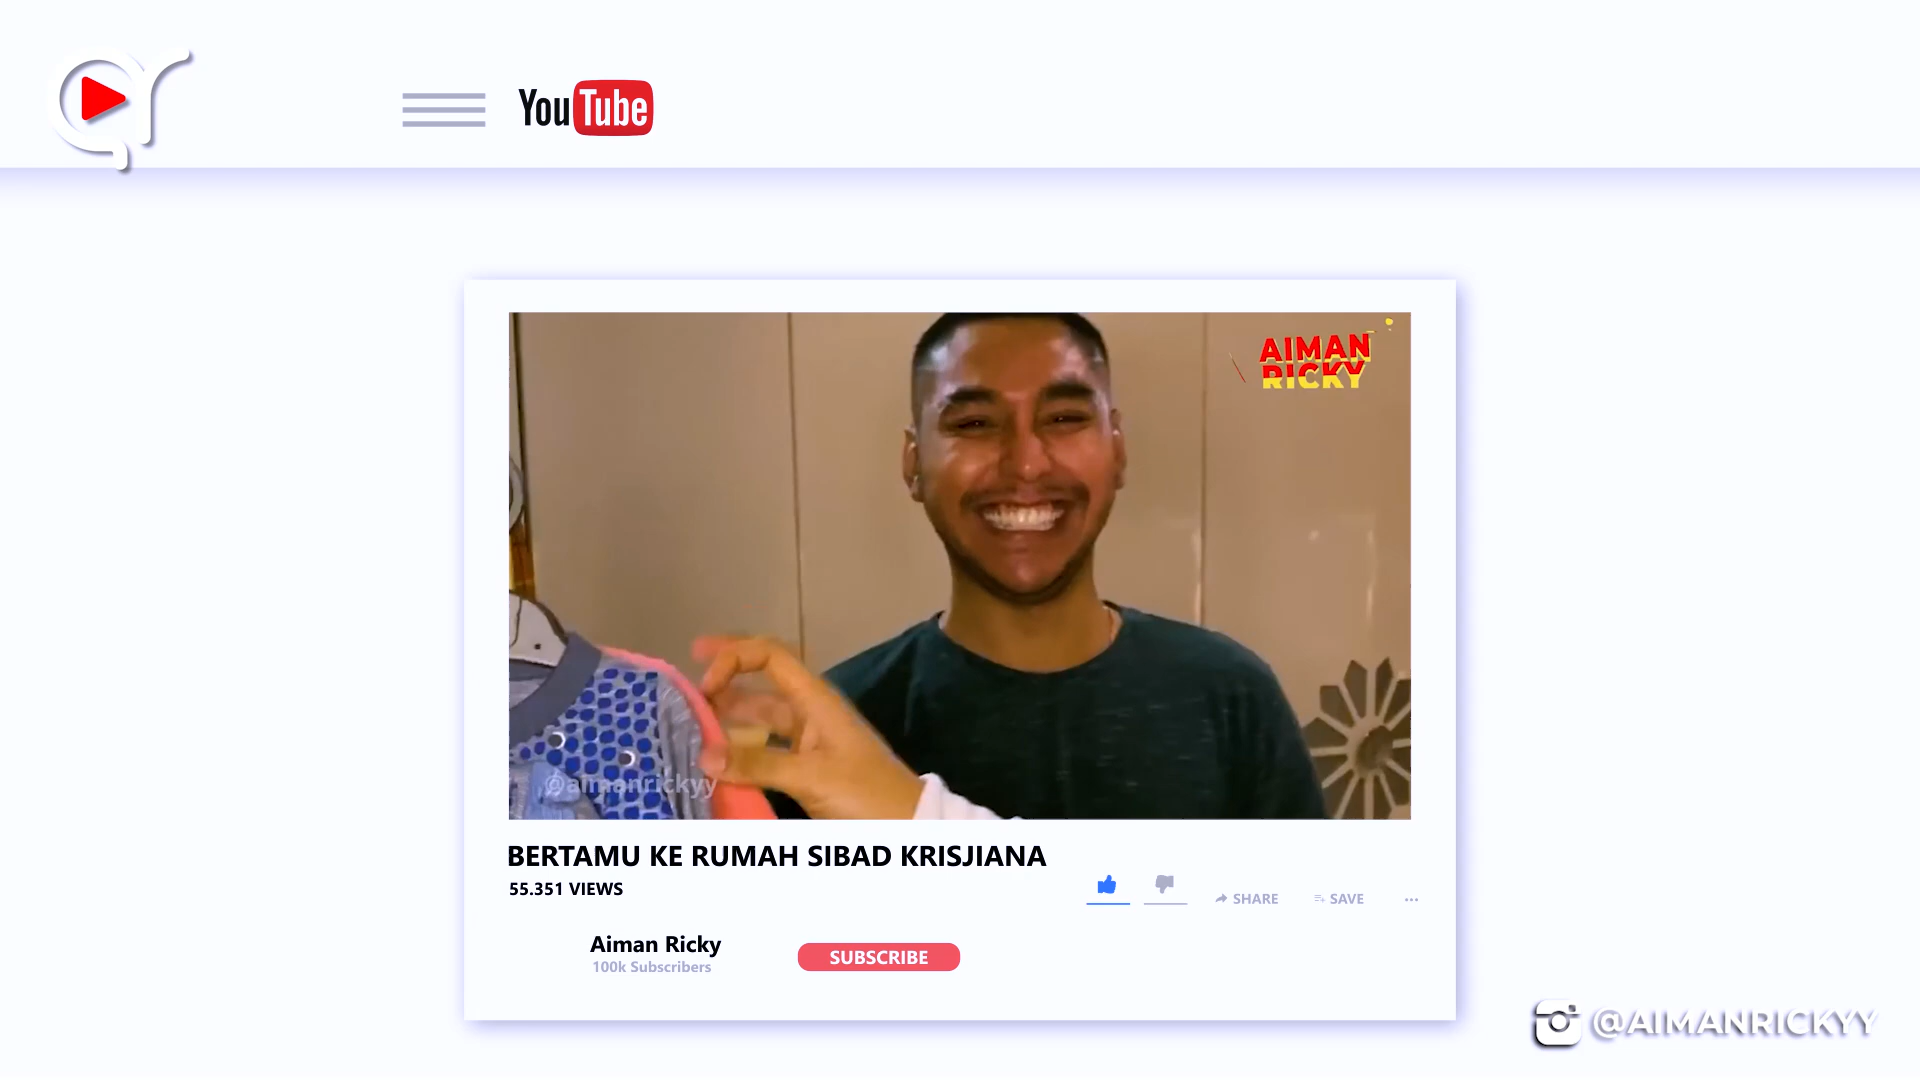 YouTube
AIMAN
RICKY
@aimanrickyy
BERTAMU KE RUMAH SIBAD KRISJIANA
55.351 VIEWS
SHARE
SAVE
Aiman Ricky
100k Subscribers
SUBSCRIBE
@AIMANRICKYY